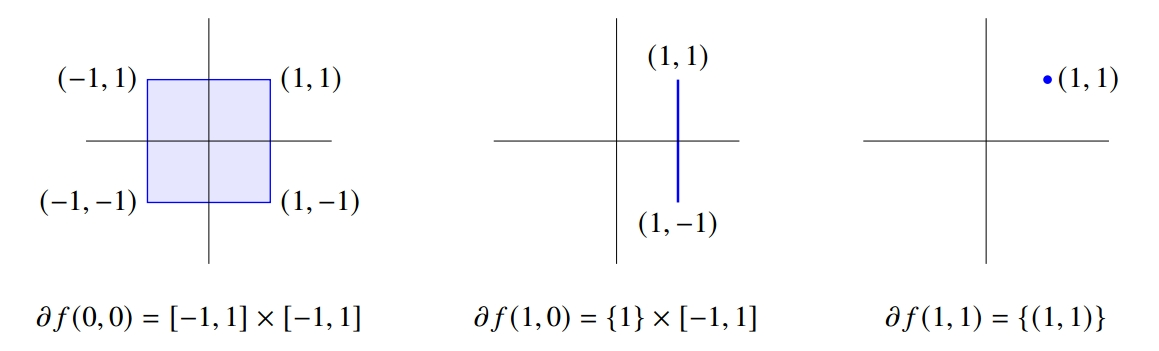 (−1, 1)
(1, 1)
(−1, −1)
(1, −1)
∂f(0, 0) = [−1, 1] × [−1, 1]
(1, 1)
(1, −1)
∂f(1, 0) = {1} × [−1, 1]
(1, 1)
∂f(1, 1) = {(1, 1)}